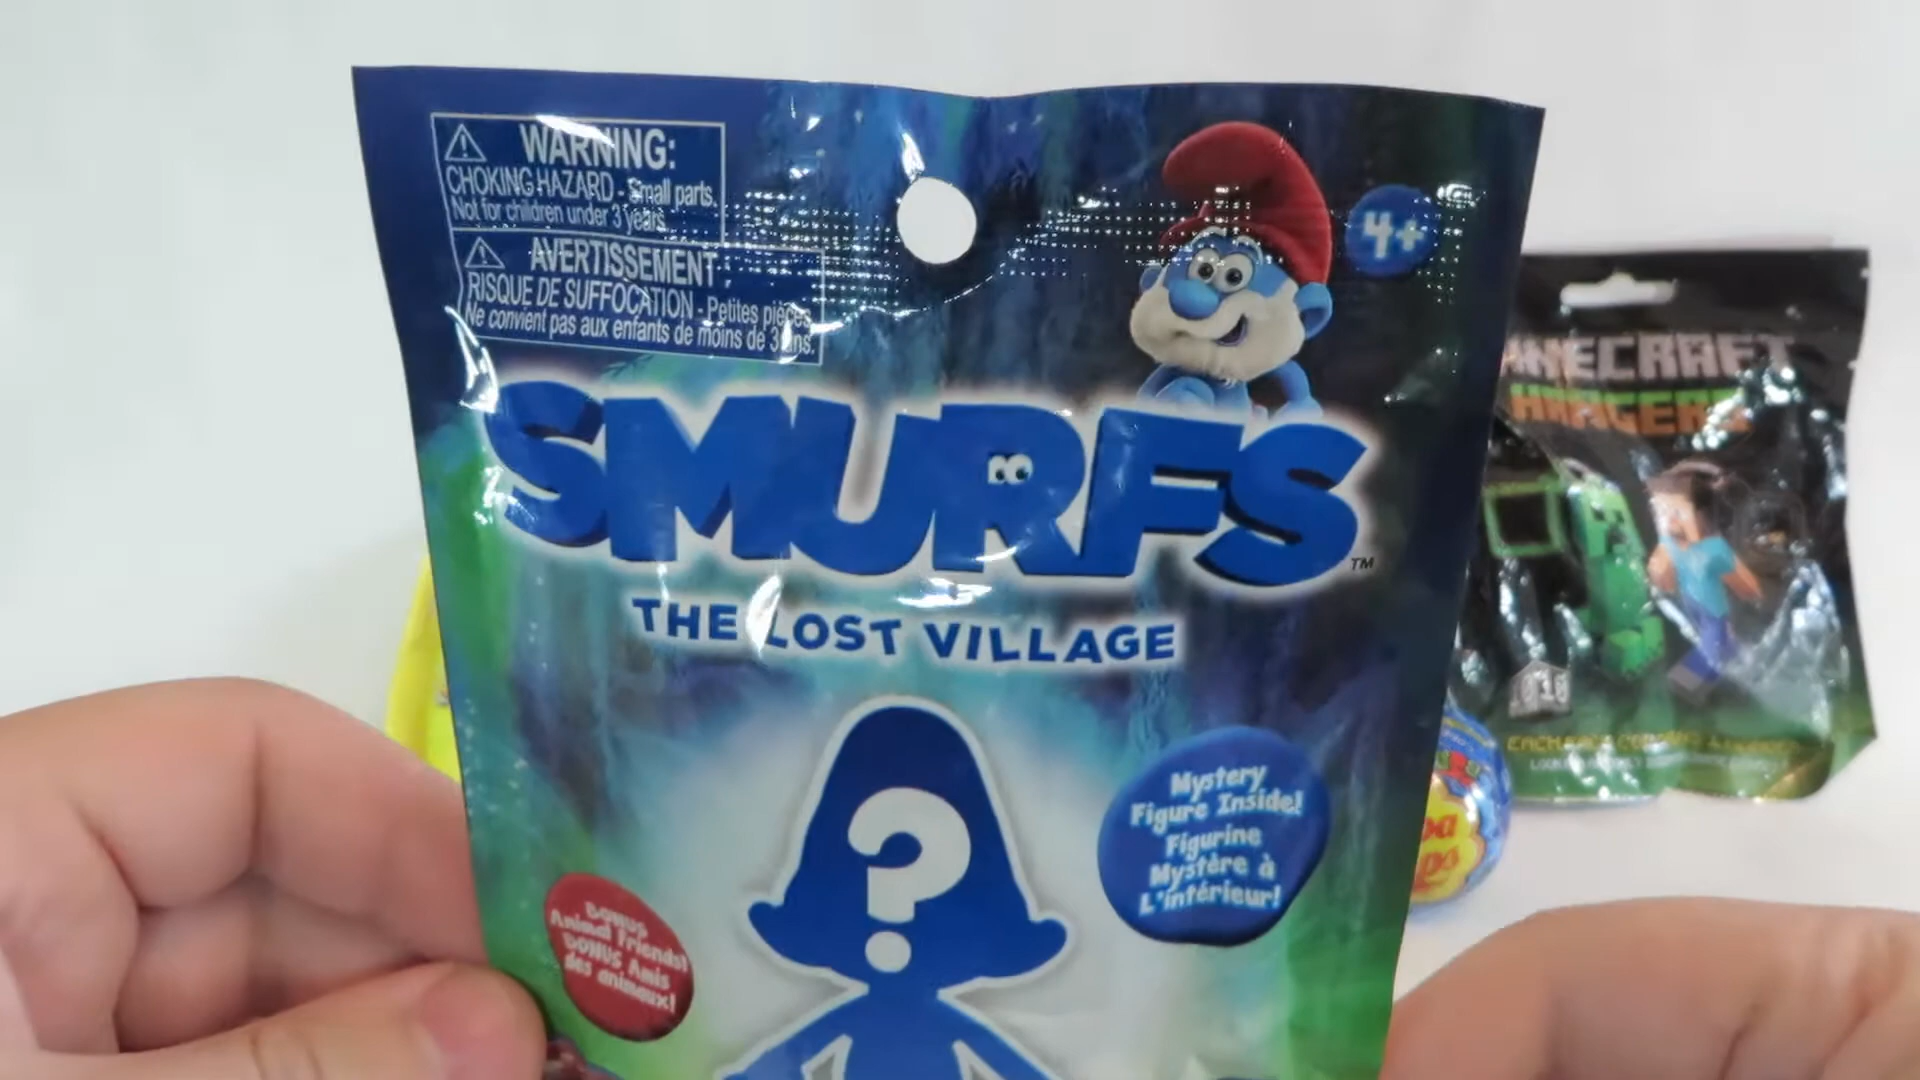 WARNING:
CHOKING HAZARD - Small parts.
Not for children under 3 years.
AVERTISSEMENT:
RISQUE DE SUFFOCATION - Petites pièces
Ne convient pas aux enfants de moins de 3 ans.
4+
SMURFS™
THE LOST VILLAGE
?
Mystery
Figure Inside!
Figurine
Mystère à
L'intérieur!
BONUS
Animal Friends!
BONUS Amis
des animaux!
MINECRAFT